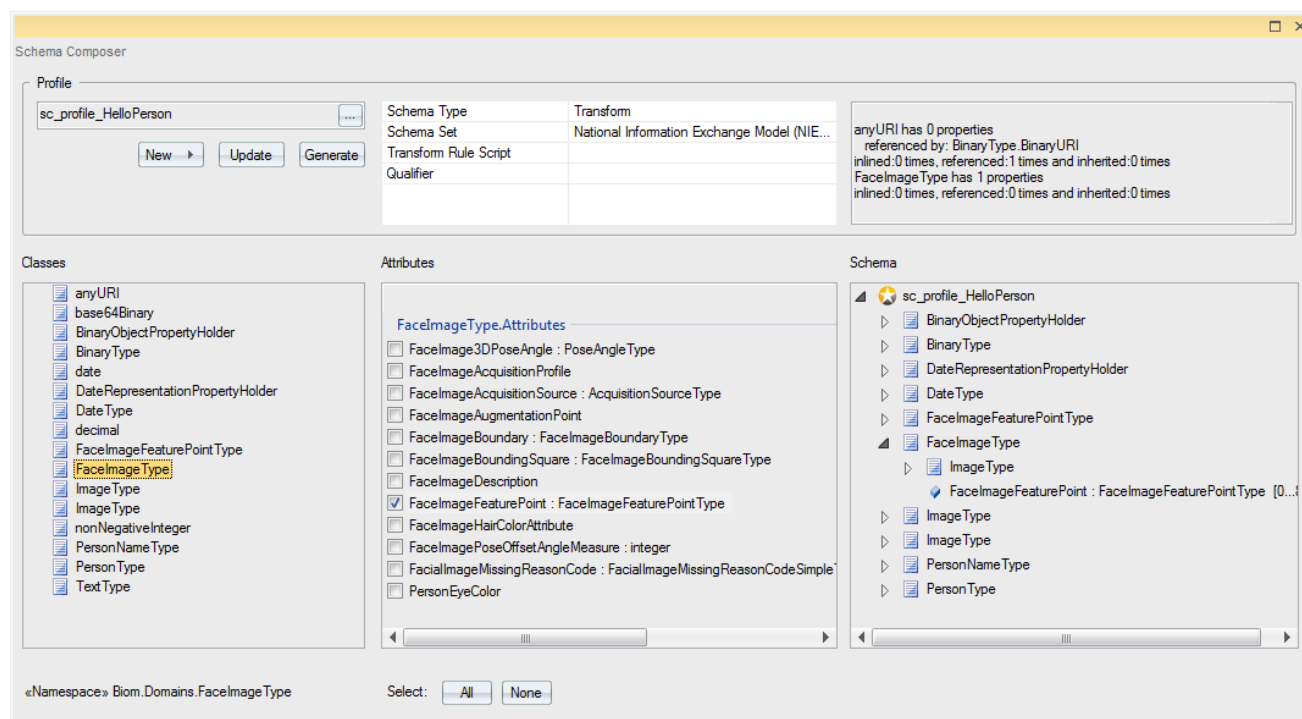 Schema Composer
Profile
sc_profile_HelloPerson
...
New
Update
Generate
Schema Type Transform
Schema Set National Information Exchange Model (NIE...
Transform Rule Script
Qualifier
anyURI has 0 properties
referenced by: BinaryType.BinaryURI
inlined:0 times, referenced:1 times and inherited:0 times
FaceImageType has 1 properties
inlined:0 times, referenced:0 times and inherited:0 times
Classes
anyURI
base64Binary
BinaryObjectPropertyHolder
BinaryType
date
DateRepresentationPropertyHolder
DateType
decimal
FaceImageFeaturePointType
FaceImageType
ImageType
ImageType
nonNegativeInteger
PersonNameType
PersonType
TextType
Attributes
FaceImageType.Attributes
FaceImage3DPoseAngle : PoseAngleType
FaceImageAcquisitionProfile
FaceImageAcquisitionSource : AcquisitionSourceType
FaceImageAugmentationPoint
FaceImageBoundary : FaceImageBoundaryType
FaceImageBoundingSquare : FaceImageBoundingSquareType
FaceImageDescription
FaceImageFeaturePoint : FaceImageFeaturePointType
FaceImageHairColorAttribute
FaceImagePoseOffsetAngleMeasure : integer
FacialImageMissingReasonCode : FacialImageMissingReasonCodeSimple
PersonEyeColor
Schema
sc_profile_HelloPerson
BinaryObjectPropertyHolder
BinaryType
DateRepresentationPropertyHolder
DateType
FaceImageFeaturePointType
FaceImageType
ImageType
FaceImageFeaturePoint : FaceImageFeaturePointType [0...
ImageType
ImageType
PersonNameType
PersonType
«Namespace» Biom.Domains.FaceImageType
Select: All None